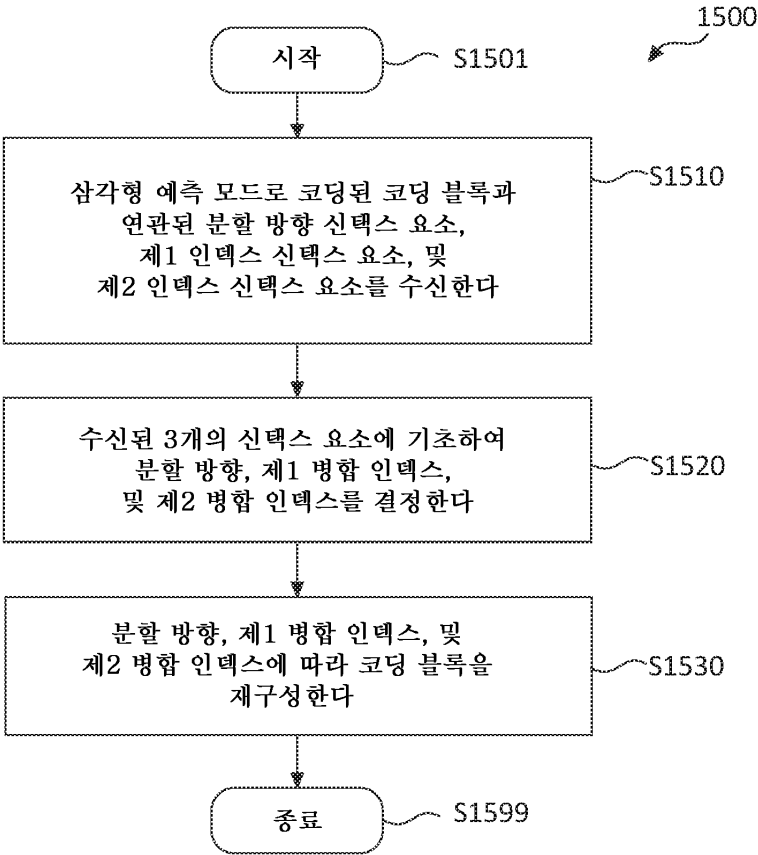 1500
시작
S1501
삼각형 예측 모드로 코딩된 코딩 블록과
연관된 분할 방향 신택스 요소,
제1 인덱스 신택스 요소, 및
제2 인덱스 신택스 요소를 수신한다
S1510
수신된 3개의 신택스 요소에 기초하여
분할 방향, 제1 병합 인덱스,
및 제2 병합 인덱스를 결정한다
S1520
분할 방향, 제1 병합 인덱스, 및
제2 병합 인덱스에 따라 코딩 블록을
재구성한다
S1530
종료
S1599